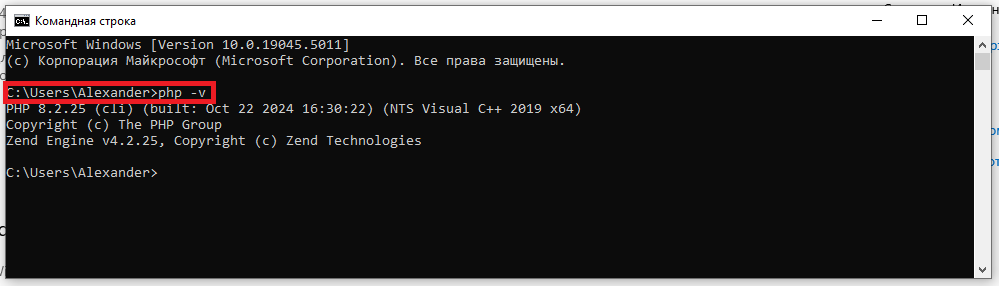 Командная строка
Microsoft Windows [Version 10.0.19045.5011]
(c) Корпорация Майкрософт (Microsoft Corporation). Все права защищены.
C:\Users\Alexander>php -v
PHP 8.2.25 (cli) (built: Oct 22 2024 16:30:22) (NTS Visual C++ 2019 x64)
Copyright (c) The PHP Group
Zend Engine v4.2.25, Copyright (c) Zend Technologies
C:\Users\Alexander>